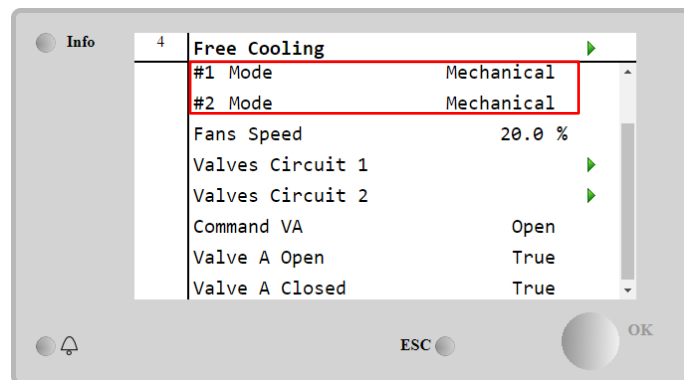 Info
4 Free Cooling
#1 Mode Mechanical
#2 Mode Mechanical
Fans Speed 20.0 %
Valves Circuit 1
Valves Circuit 2
Command VA Open
Valve A Open True
Valve A Closed True
OK
ESC